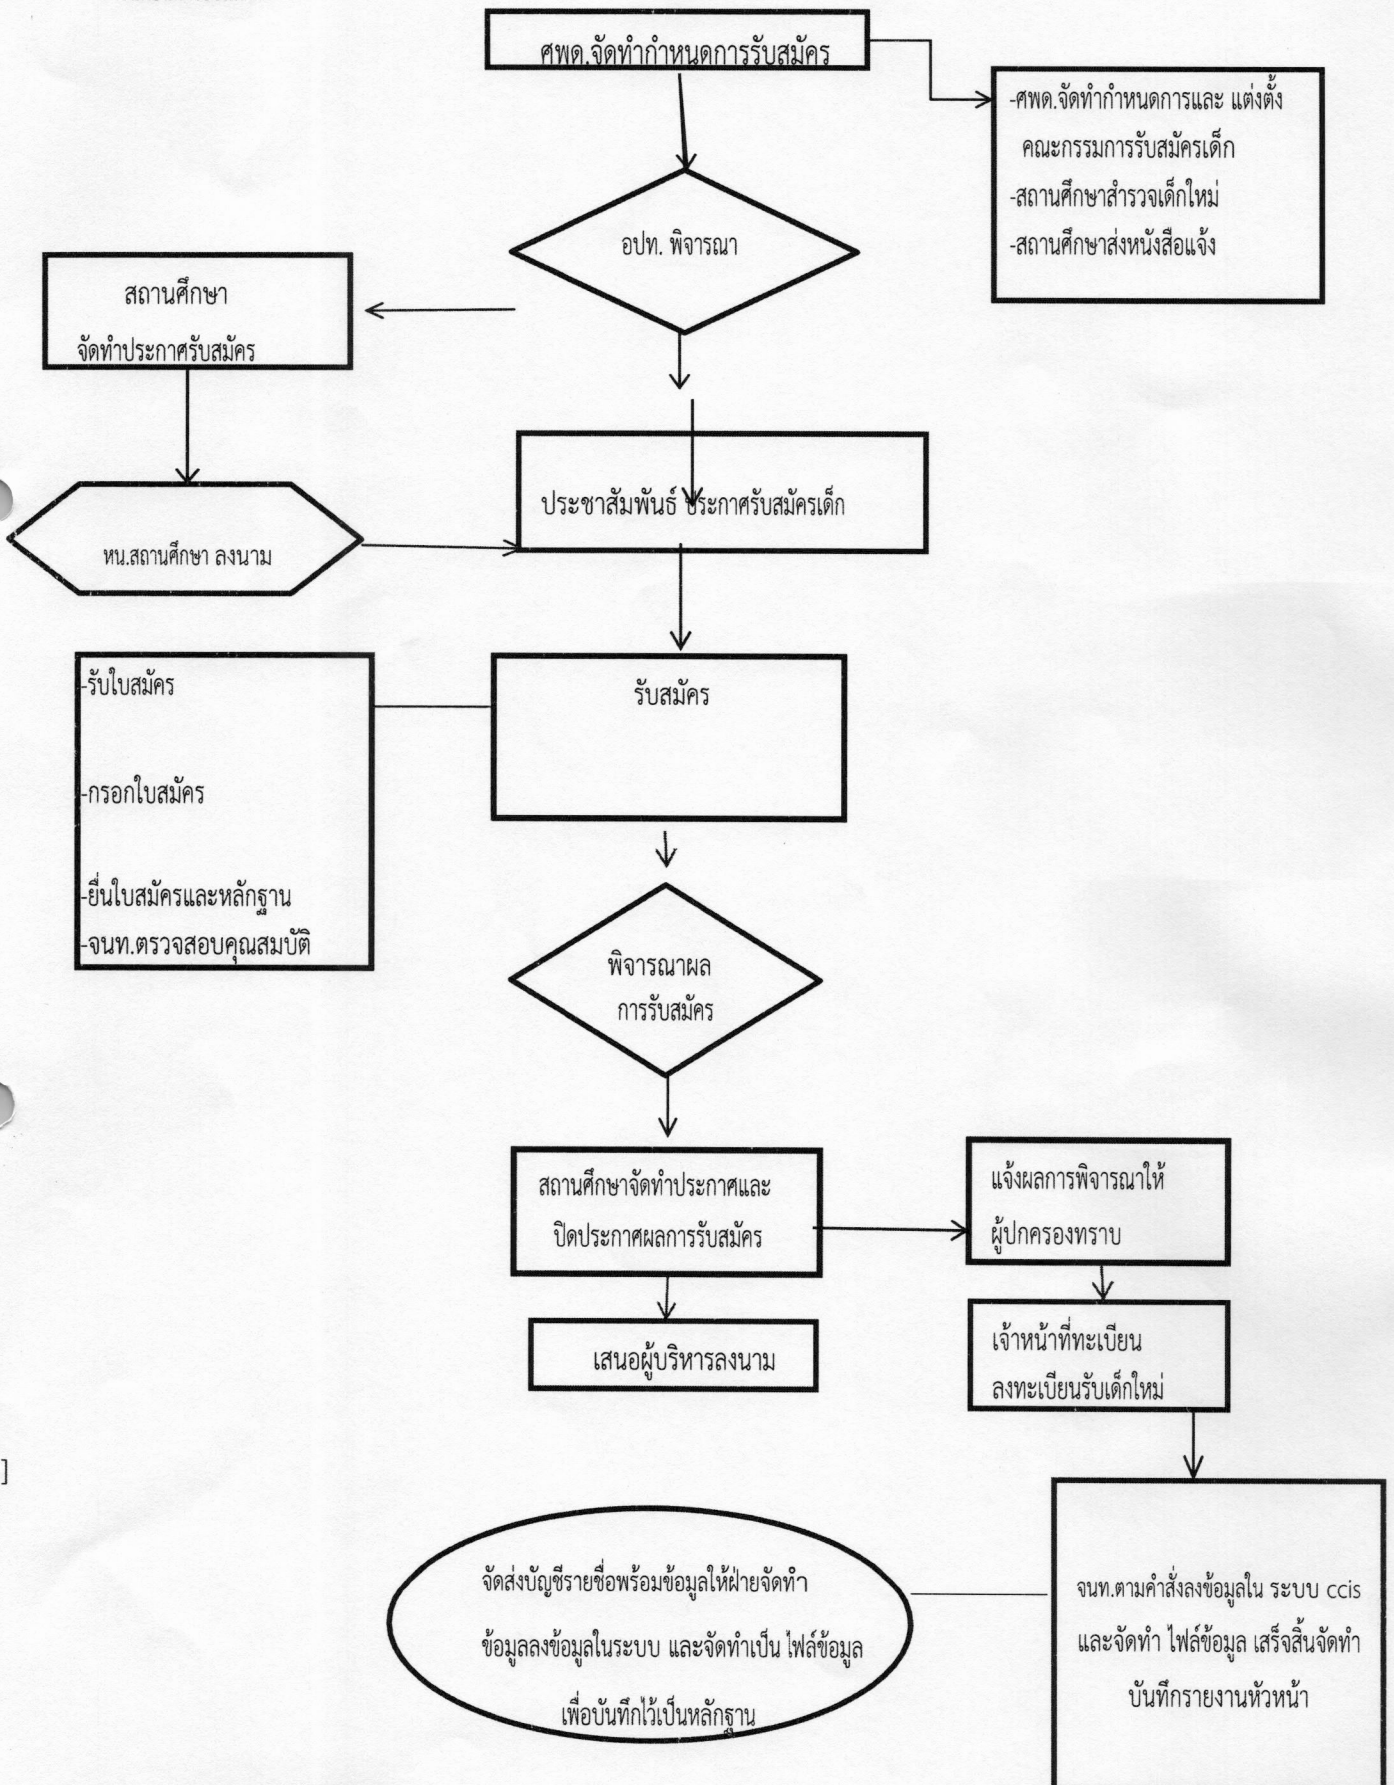 ศพด.จัดทำกำหนดการรับสมัคร
-ศพด.จัดทำกำหนดการและ แต่งตั้ง
คณะกรรมการรับสมัครเด็ก
-สถานศึกษาสำรวจเด็กใหม่
-สถานศึกษาส่งหนังสือแจ้ง
อปท. พิจารณา
สถานศึกษา
จัดทำประกาศรับสมัคร
ประชาสัมพันธ์ ประกาศรับสมัครเด็ก
หน.สถานศึกษา ลงนาม
-รับใบสมัคร
-กรอกใบสมัคร
-ยื่นใบสมัครและหลักฐาน
-จนท.ตรวจสอบคุณสมบัติ
รับสมัคร
พิจารณาผล
การรับสมัคร
สถานศึกษาจัดทำประกาศและ
ปิดประกาศผลการรับสมัคร
แจ้งผลการพิจารณาให้
ผู้ปกครองทราบ
เสนอผู้บริหารลงนาม
เจ้าหน้าที่ทะเบียน
ลงทะเบียนรับเด็กใหม่
]
จัดส่งบัญชีรายชื่อพร้อมข้อมูลให้ฝ่ายจัดทำ
ข้อมูลลงข้อมูลในระบบ และจัดทำเป็น ไฟล์ข้อมูล
เพื่อบันทึกไว้เป็นหลักฐาน
จนท.ตามคำสั่งลงข้อมูลใน ระบบ ccis
และจัดทำ ไฟล์ข้อมูล เสร็จสิ้นจัดทำ
บันทึกรายงานหัวหน้า